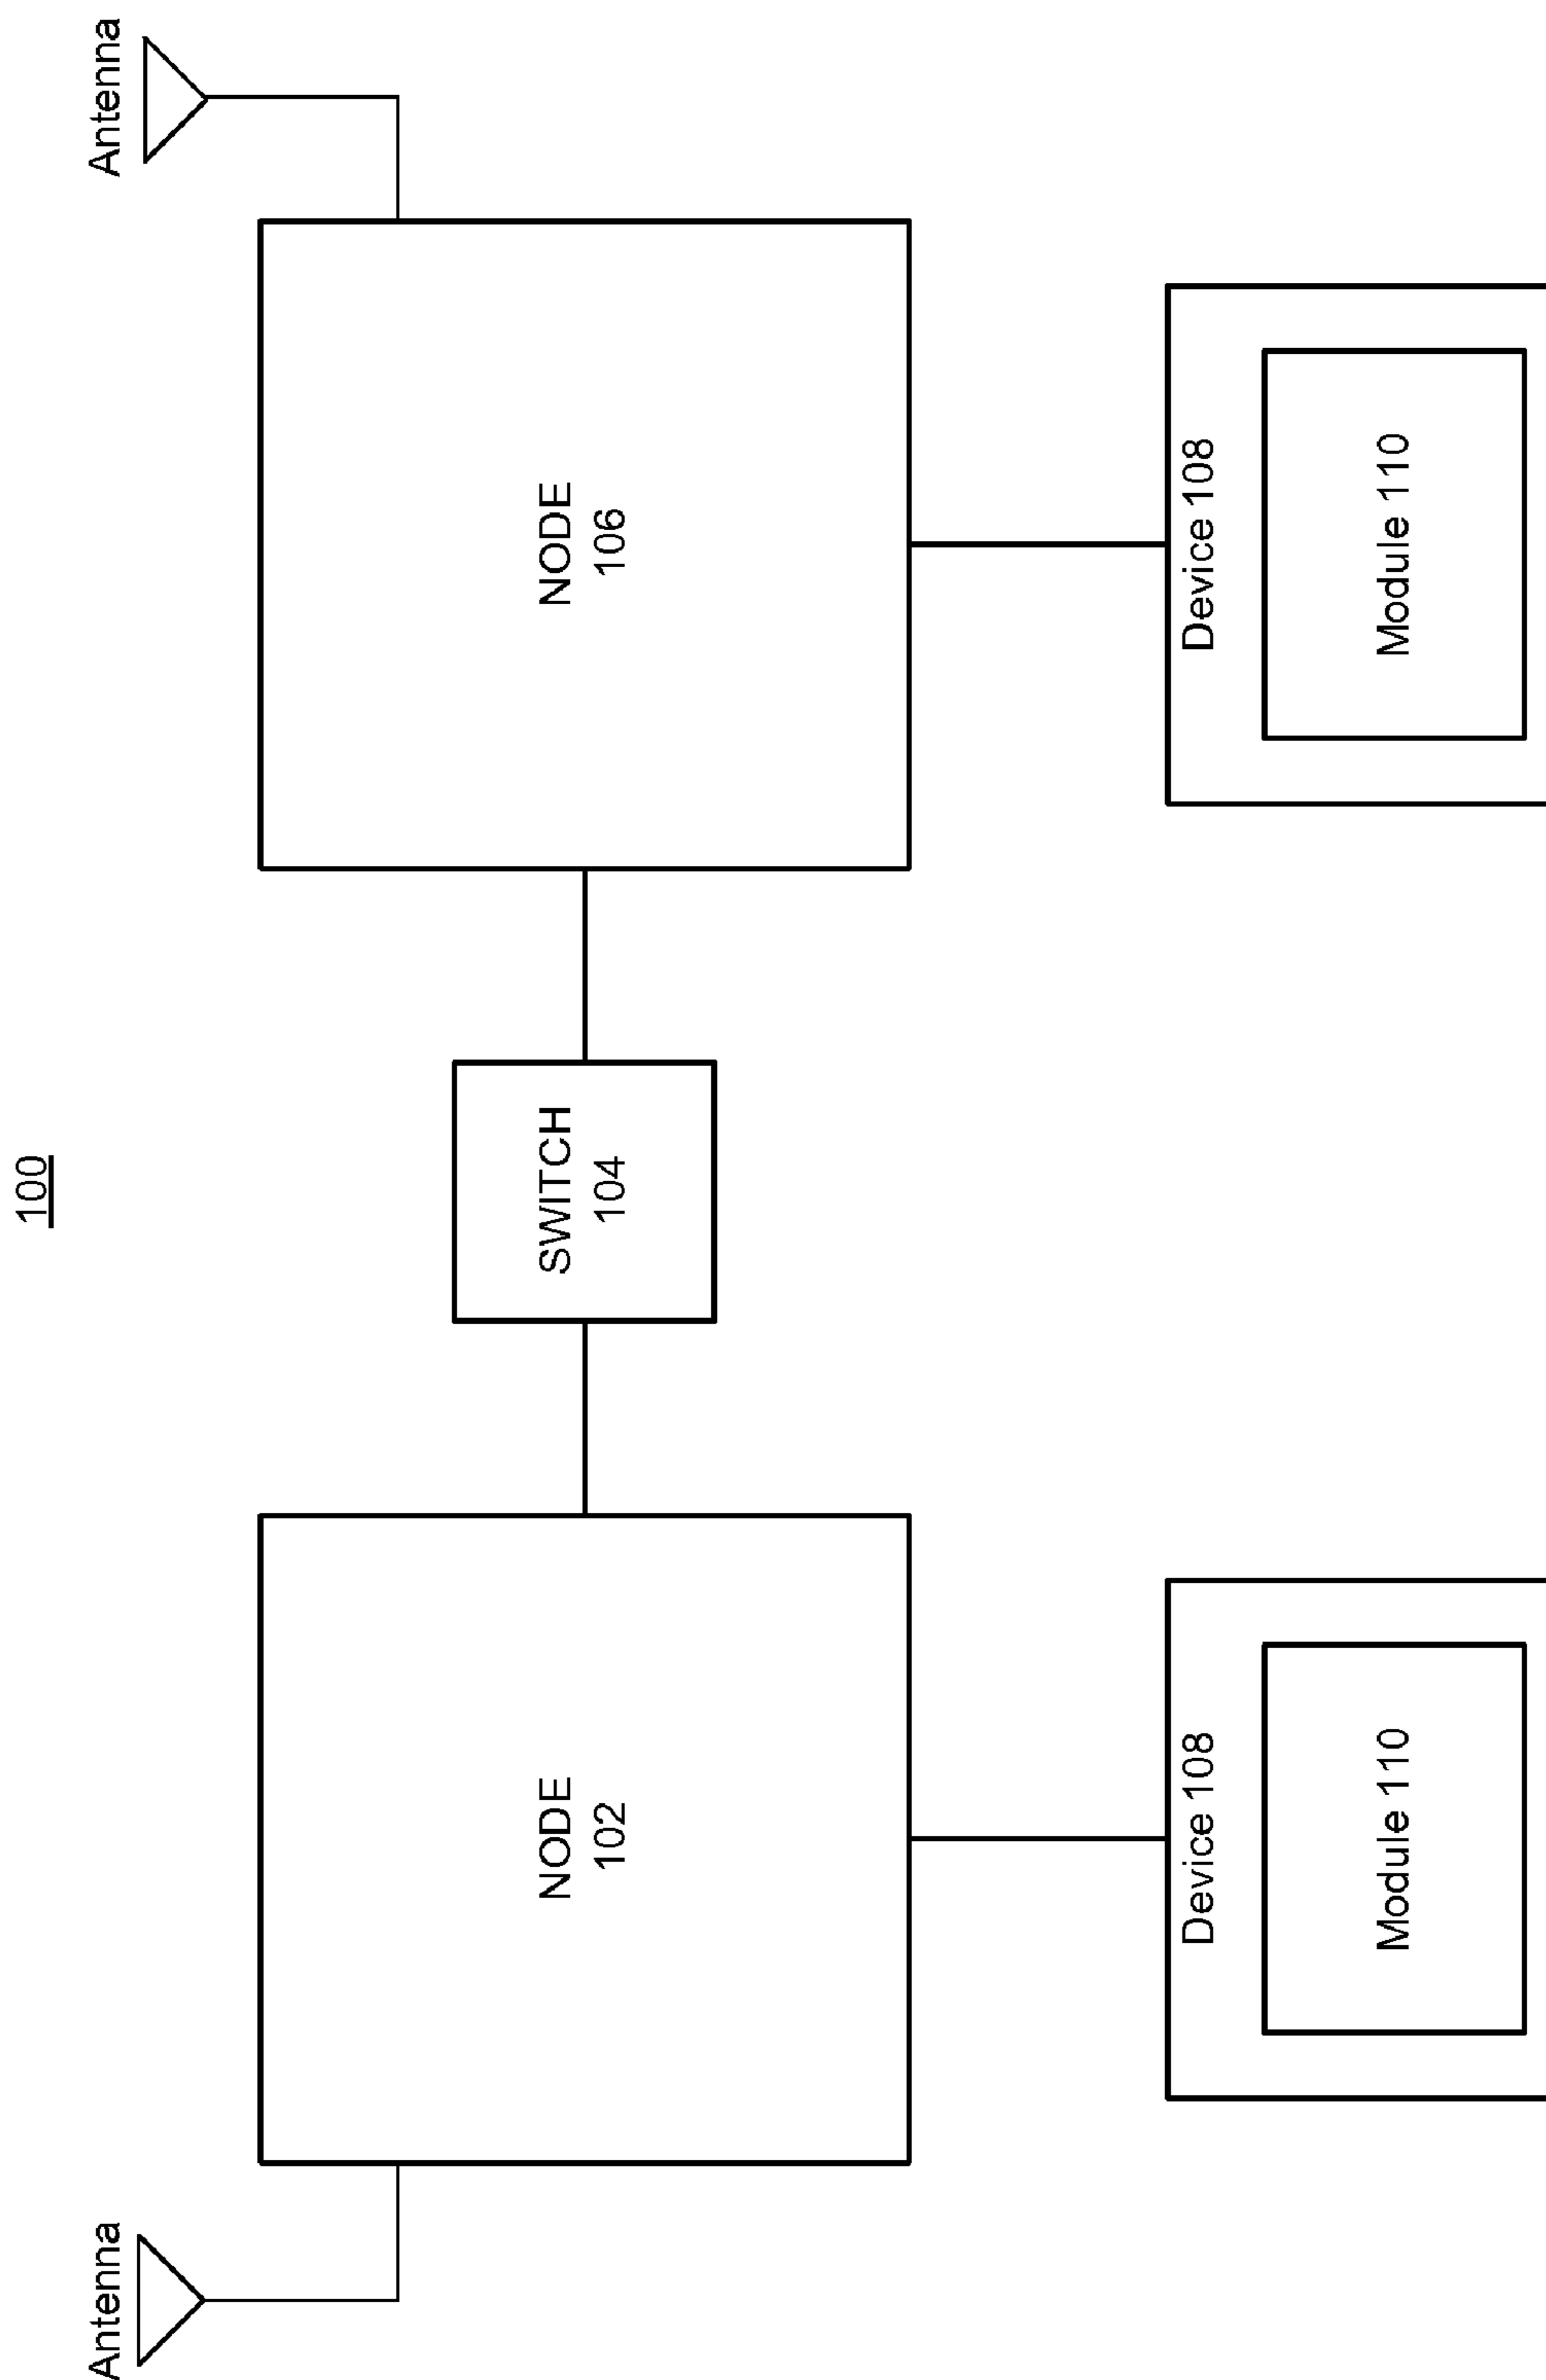 100
Antenna
Antenna
NODE
102
SWITCH
104
NODE
106
Device 108
Device 108
Module 110
Module 110